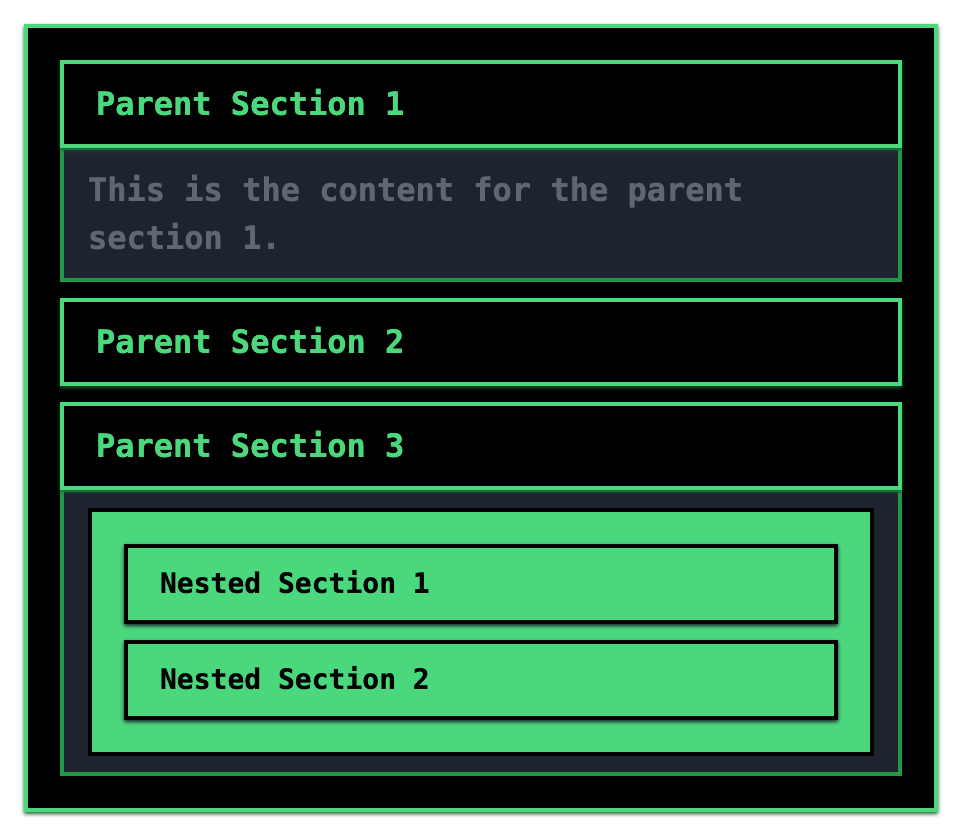 Parent Section 1
This is the content for the parent
section 1.
Parent Section 2
Parent Section 3
Nested Section 1
Nested Section 2